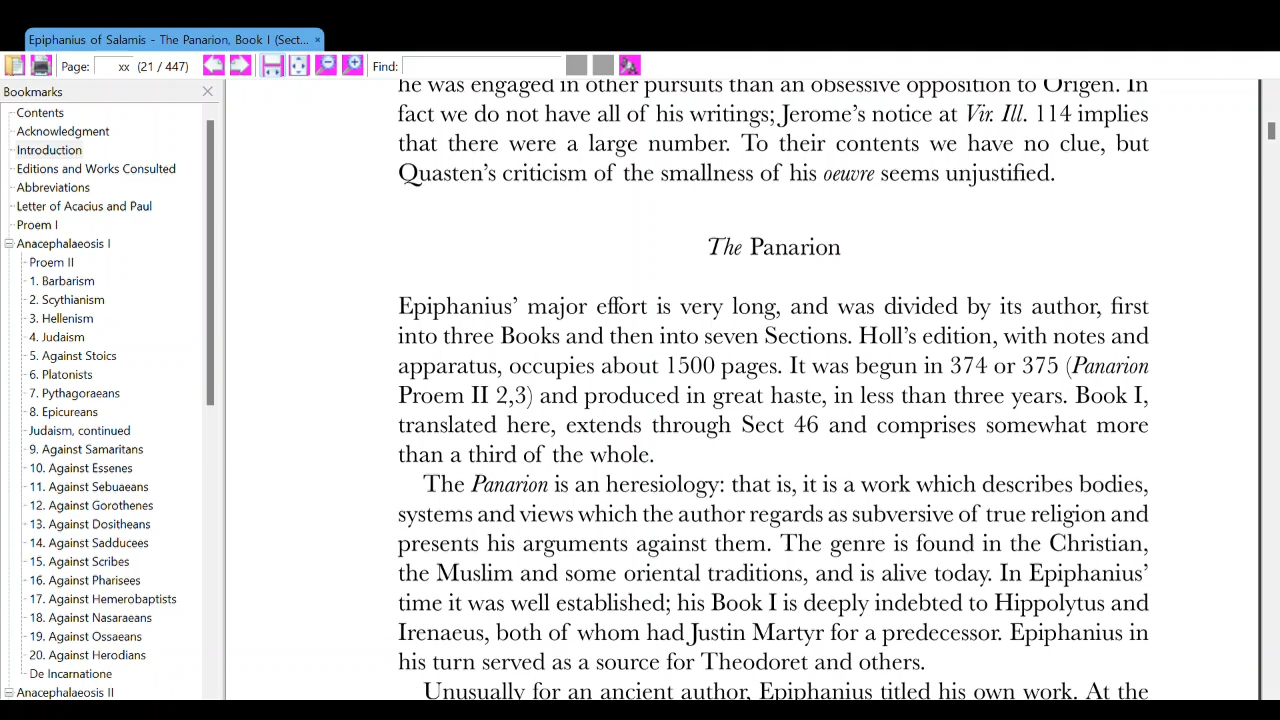 Epiphanius of Salamis - The Panarion, Book I (Sect... ×
Page: xx (21 / 447) Find:
Bookmarks
Contents
Acknowledgment
Introduction
Editions and Works Consulted
Abbreviations
Letter of Acacius and Paul
Proem I
Anacephalaeosis I
Proem II
1. Barbarism
2. Scythianism
3. Hellenism
4. Judaism
5. Against Stoics
6. Platonists
7. Pythagoraeans
8. Epicureans
Judaism, continued
9. Against Samaritans
10. Against Essenes
11. Against Sebuaeans
12. Against Gorothenes
13. Against Dositheans
14. Against Sadducees
15. Against Scribes
16. Against Pharisees
17. Against Hemerobaptists
18. Against Nasaraeans
19. Against Ossaeans
20. Against Herodians
De Incarnatione
Anacephalaeosis II
he was engaged in other pursuits than an obsessive opposition to Origen. In
fact we do not have all of his writings; Jerome's notice at Vir. Ill. 114 implies
that there were a large number. To their contents we have no clue, but
Quasten's criticism of the smallness of his oeuvre seems unjustified.
The Panarion
Epiphanius' major effort is very long, and was divided by its author, first
into three Books and then into seven Sections. Holl's edition, with notes and
apparatus, occupies about 1500 pages. It was begun in 374 or 375 (Panarion
Proem II 2,3) and produced in great haste, in less than three years. Book I,
translated here, extends through Sect 46 and comprises somewhat more
than a third of the whole.
The Panarion is an heresiology: that is, it is a work which describes bodies,
systems and views which the author regards as subversive of true religion and
presents his arguments against them. The genre is found in the Christian,
the Muslim and some oriental traditions, and is alive today. In Epiphanius'
time it was well established; his Book I is deeply indebted to Hippolytus and
Irenaeus, both of whom had Justin Martyr for a predecessor. Epiphanius in
his turn served as a source for Theodoret and others.
Unusually for an ancient author, Epiphanius titled his own work. At the